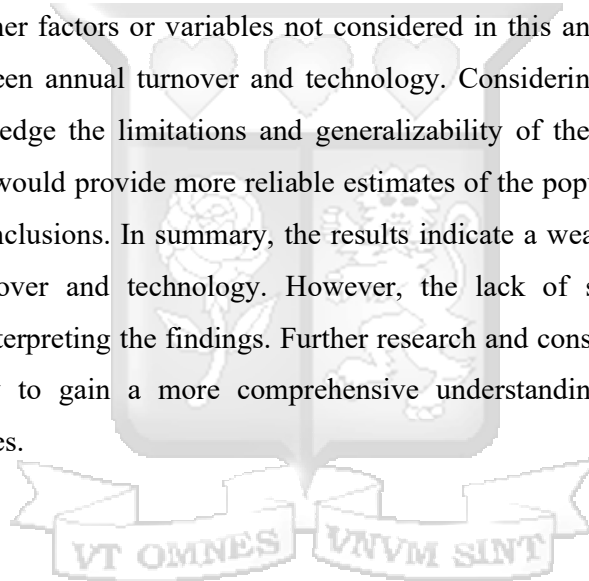 her factors or variables not considered in this an
een annual turnover and technology. Considerin
edge the limitations and generalizability of the
would provide more reliable estimates of the pop
nclusions. In summary, the results indicate a wea
over and technology. However, the lack of s
terpreting the findings. Further research and cons
y to gain a more comprehensive understandin
es.
VT OMNES VNVM SINT